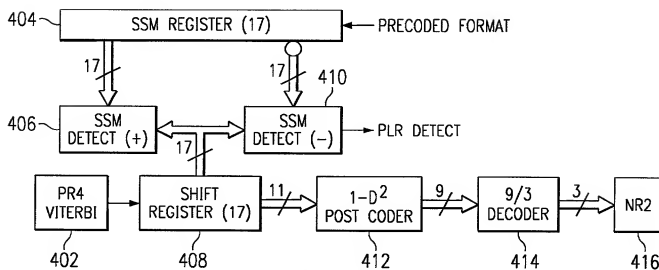 404
SSM REGISTER (17)
PRECODED FORMAT
17
17
410
406
SSM
DETECT (+)
SSM
DETECT (-)
PLR DETECT
17
PR4
VITERBI
SHIFT
REGISTER (17)
11
1-D²
POST CODER
9
9/3
DECODER
3
NR2
402
408
412
414
416